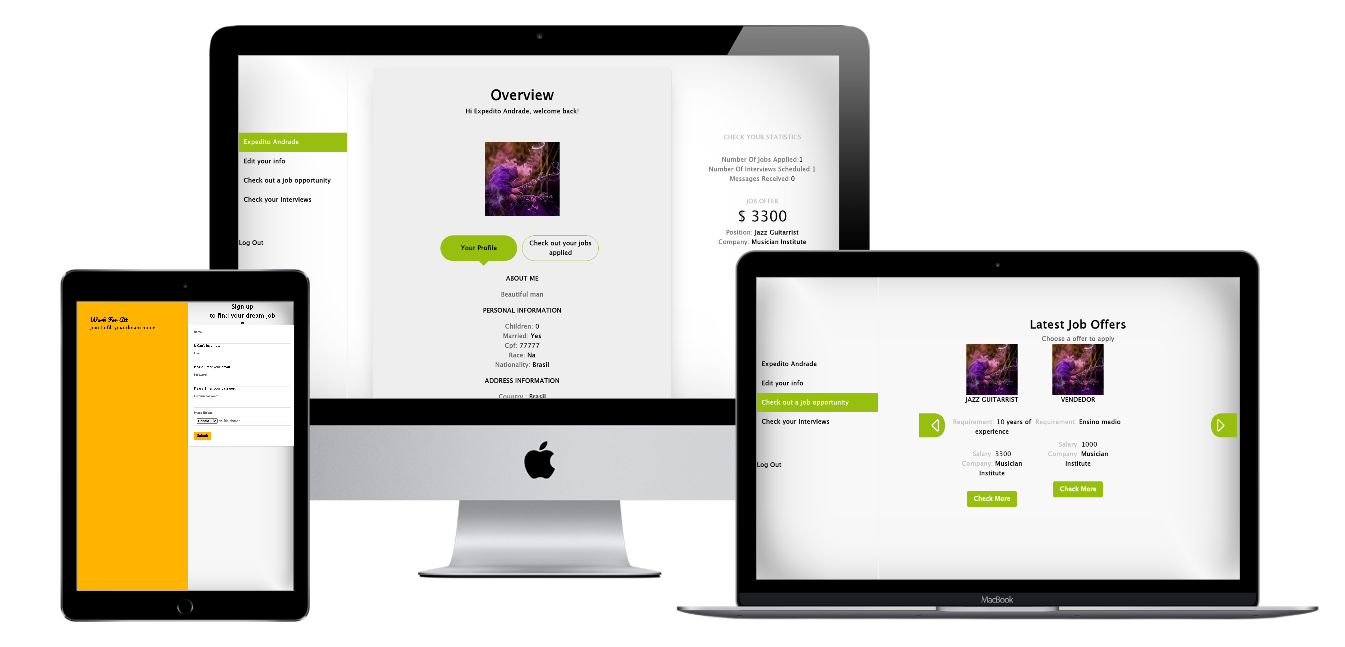 Overview
Hi Expedito Andrade, welcome back!
Expedito Andrade
Edit your info
Check out a job opportunity
Check your Interviews
Log Out
Your Profile
Check out your jobs
applied
ABOUT ME
Beautiful man
PERSONAL INFORMATION
Children: 0
Married: Yes
Cpf: 77777
Race: Na
Nationality: Brasil
ADDRESS INFORMATION
Country: Brasil
CHECK YOUR STATISTICS
Number Of Jobs Applied 1
Number Of Interviews Scheduled 1
Messages Received 0
JOB OFFER
$ 3300
Position: Jazz Guitarrist
Company: Musician Institute
Work For All
Sign up
to find your dream job
Submit
Expedito Andrade
Edit your info
Check out a job opportunity
Check your Interviews
Log Out
Latest Job Offers
Choose a offer to apply
JAZZ GUITARRIST
Requirement: 10 years of
experience
Salary: 3300
Company: Musician
Institute
Check More
VENDEDOR
Requirement: Ensino medio
Salary: 1000
Company: Musician
Institute
Check More
MacBook